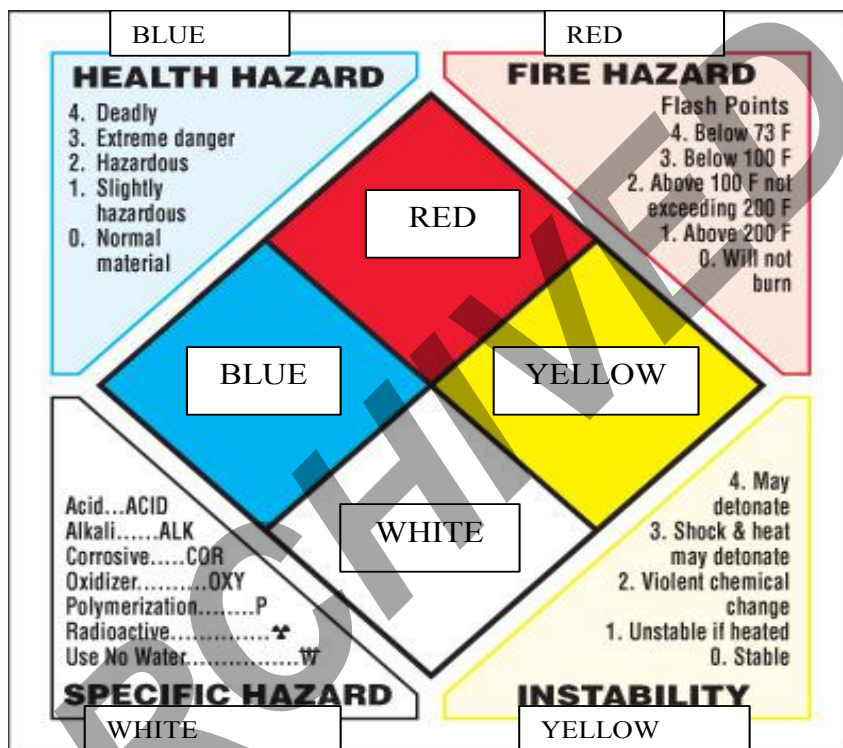 BLUE
RED
HEALTH HAZARD
4. Deadly
3. Extreme danger
2. Hazardous
1. Slightly
hazardous
0. Normal
material
FIRE HAZARD
Flash Points
4. Below 73 F
3. Below 100 F
2. Above 100 F not
exceeding 200 F
1. Above 200 F
0. Will not
burn
RED
BLUE
YELLOW
WHITE
Acid...ACID
Alkali......ALK
Corrosive.....COR
Oxidizer..........OXY
Polymerization........P
Radioactive..............☢
Use No Water................W
SPECIFIC HAZARD
4. May
detonate
3. Shock & heat
may detonate
2. Violent chemical
change
1. Unstable if heated
0. Stable
INSTABILITY
WHITE
YELLOW
RCHIVED